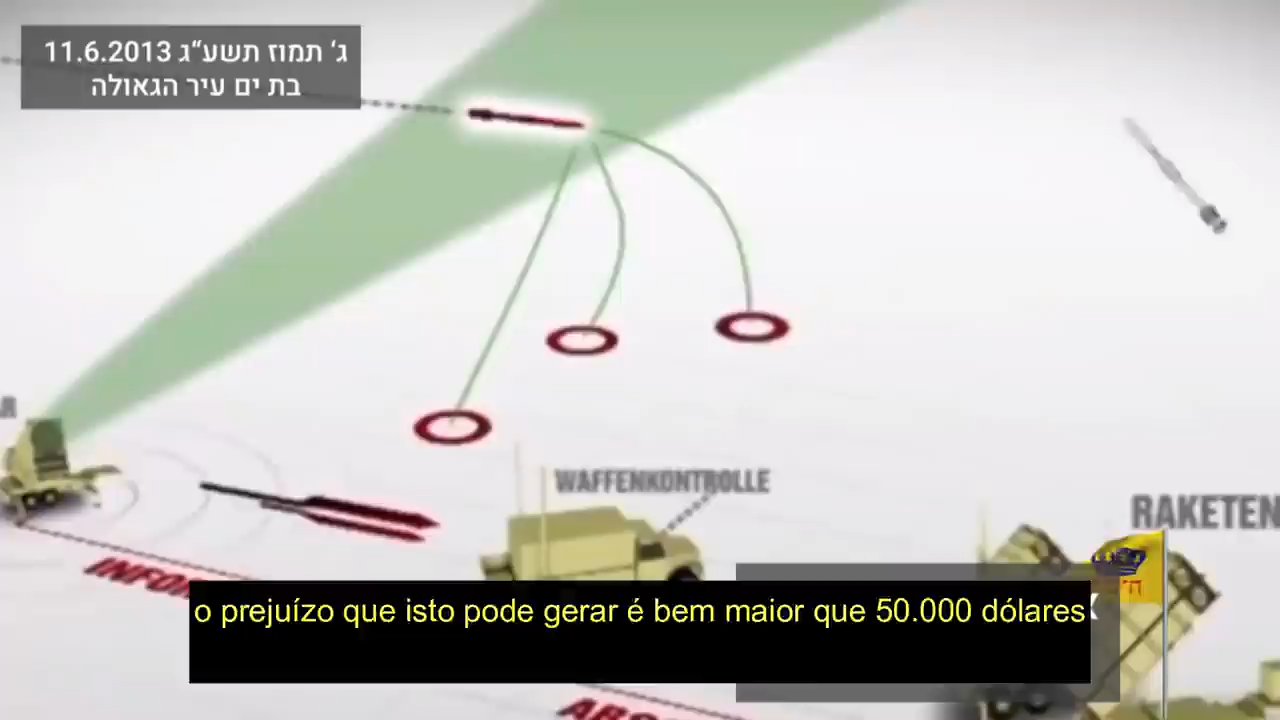 ג‘ תמוז תשע“ג 11.6.2013
בת ים עיר הגאולה
WAFFENKONTROLLE
RAKETEN
o prejuízo que isto pode gerar é bem maior que 50.000 dólares